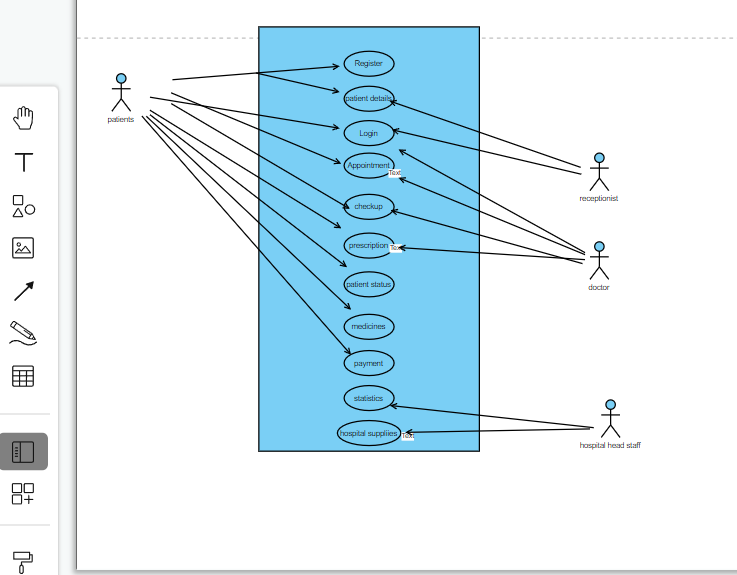 Register
patients
patient details
Login
Appointment
Text
receptionist
checkup
prescription
Text
doctor
patient status
medicines
payment
statistics
hospital suppliies
Text
hospital head staff